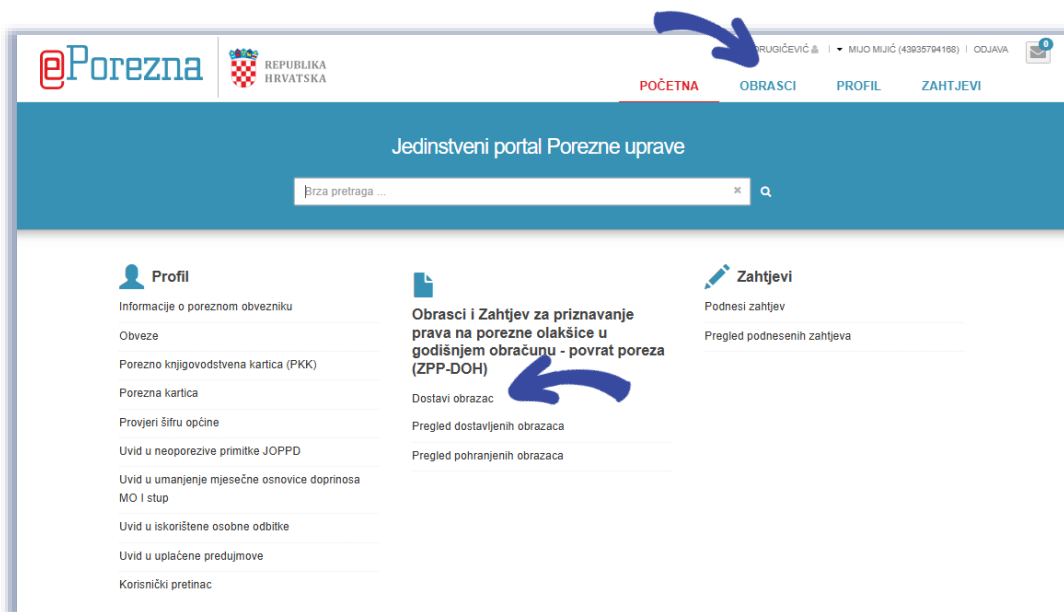 ePorezna
REPUBLIKA
HRVATSKA
DRUGIČEVIĆ | MIJO MIJIĆ (43935794168) | ODJAVA
0
POČETNA OBRASCI PROFIL ZAHTJEVI
Jedinstveni portal Porezne uprave
Brza pretraga ...
Profil
Informacije o poreznom obvezniku
Obveze
Porezno knjigovodstvena kartica (PKK)
Porezna kartica
Provjeri šifru općine
Uvid u neoporezive primitke JOPPD
Uvid u umanjenje mjesečne osnovice doprinosa
MO I stup
Uvid u iskorištene osobne odbitke
Uvid u uplaćene predujmove
Korisnički pretinac
Obrasci i Zahtjev za priznavanje
prava na porezne olakšice u
godišnjem obračunu - povrat poreza
(ZPP-DOH)
Dostavi obrazac
Pregled dostavljenih obrazaca
Pregled pohranjenih obrazaca
Zahtjevi
Podnesi zahtjev
Pregled podnesenih zahtjeva